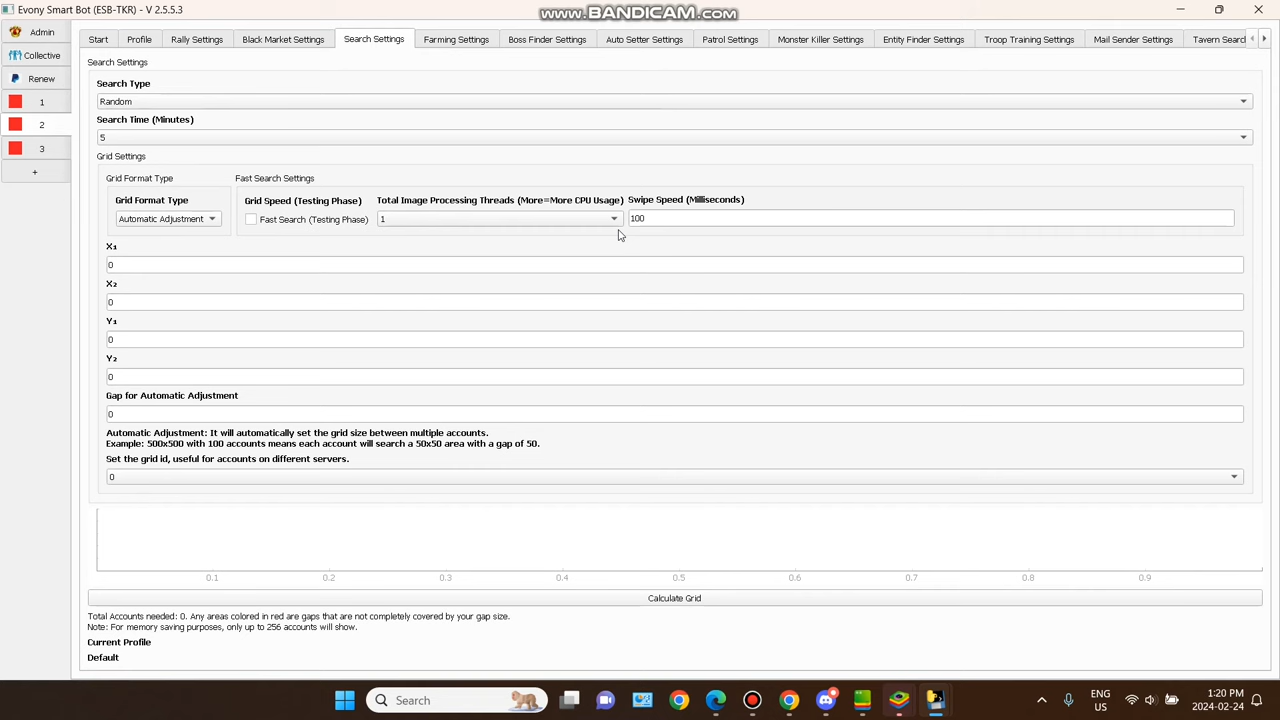 Evony Smart Bot (ESB-TKR) - V 2.5.5.3
www.BANDICAM.com
Admin
Collective
Renew
1
2
3
+
Start Profile Rally Settings Black Market Settings Search Settings Farming Settings Boss Finder Settings Auto Setter Settings Patrol Settings Monster Killer Settings Entity Finder Settings Troop Training Settings Mail Sender Settings Tavern Searc
Search Settings
Search Type
Random
Search Time (Minutes)
5
Grid Settings
Grid Format Type Fast Search Settings
Grid Format Type Grid Speed (Testing Phase) Total Image Processing Threads (More=More CPU Usage) Swipe Speed (Milliseconds)
Automatic Adjustment Fast Search (Testing Phase) 1 100
X₁
0
X₂
0
Y₁
0
Y₂
0
Gap for Automatic Adjustment
0
Automatic Adjustment: It will automatically set the grid size between multiple accounts.
Example: 500x500 with 100 accounts means each account will search a 50x50 area with a gap of 50.
Set the grid id, useful for accounts on different servers.
0
0.1 0.2 0.3 0.4 0.5 0.6 0.7 0.8 0.9
Calculate Grid
Total Accounts needed: 0. Any areas colored in red are gaps that are not completely covered by your gap size.
Note: For memory saving purposes, only up to 256 accounts will show.
Current Profile
Default
Search
ENG
US
1:20 PM
2024-02-24